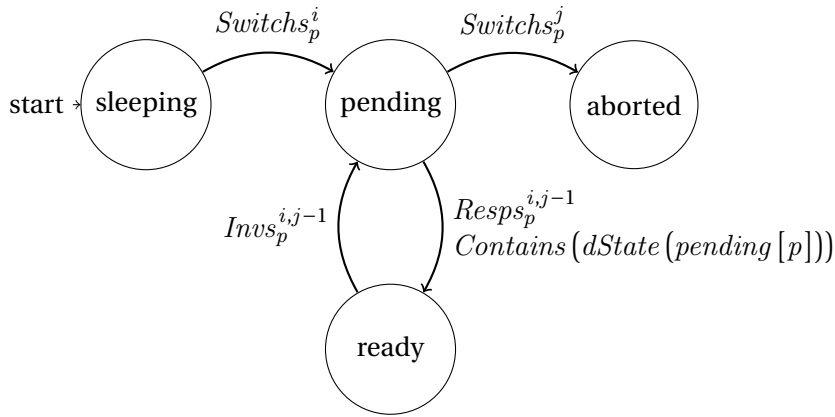 Switchs_p^i
Switchs_p^j
start
sleeping
pending
aborted
Invs_p^{i,j−1}
Resps_p^{i,j−1}
Contains(dState(pending[p]))
ready